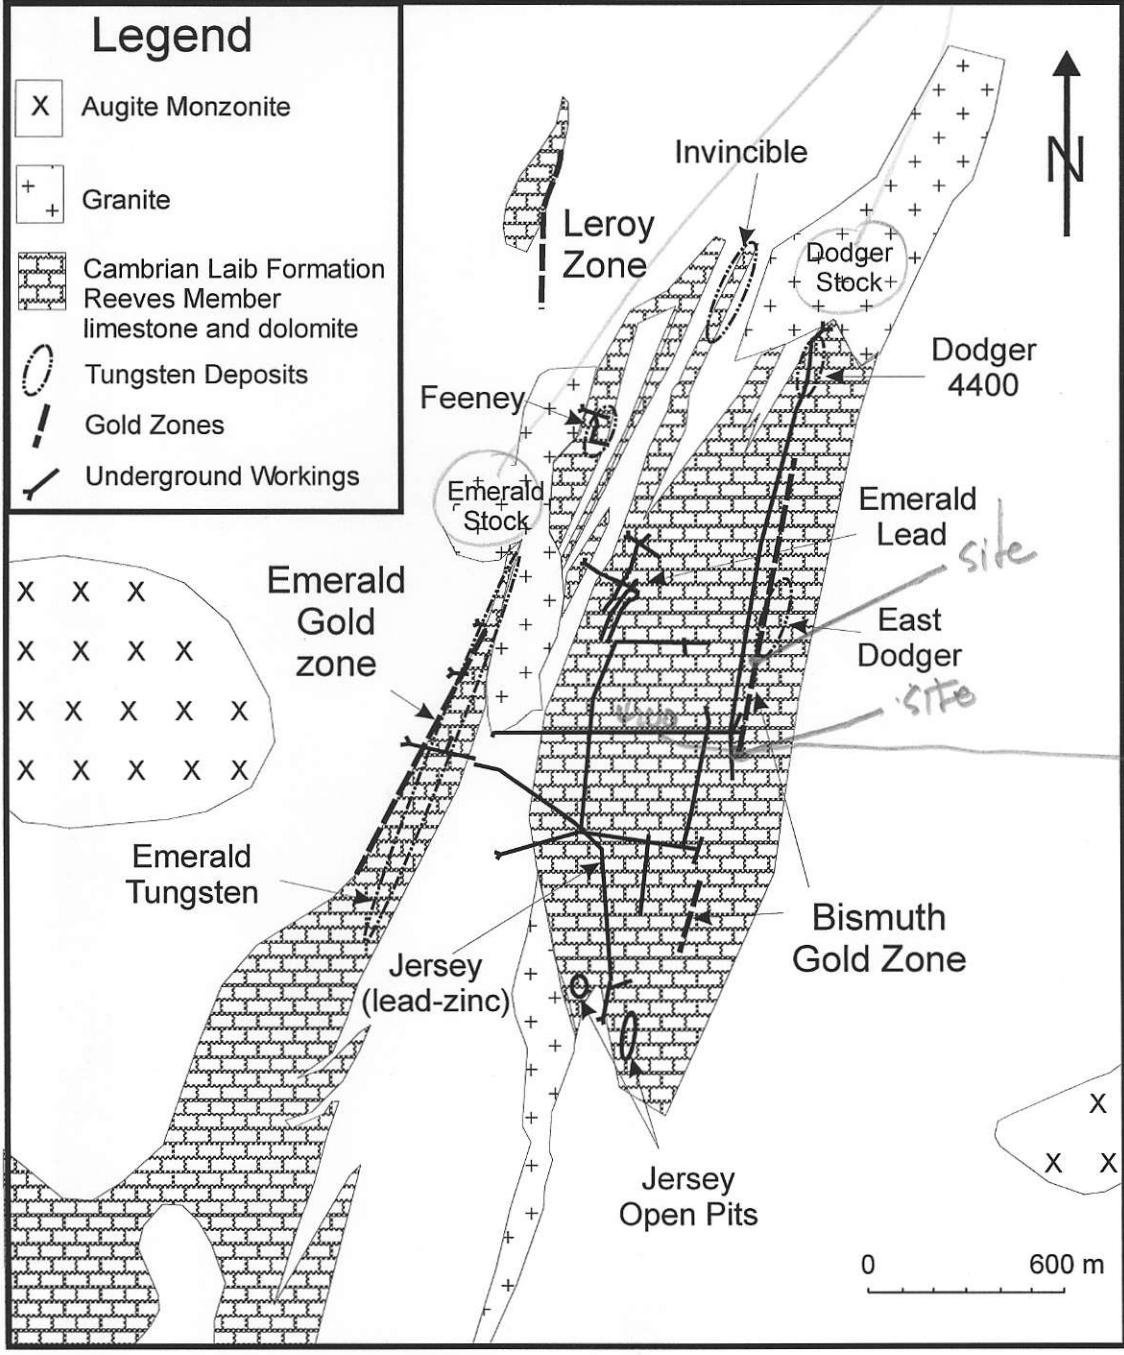 Legend
X Augite Monzonite
+ + Granite
Cambrian Laib Formation
Reeves Member
limestone and dolomite
Tungsten Deposits
Gold Zones
Underground Workings
N
Invincible
Leroy
Zone
Dodger
Stock
Dodger
4400
Feeney
Emerald
Stock
Emerald
Lead
site
Emerald
Gold
zone
East
Dodger
site
Emerald
Tungsten
Bismuth
Gold Zone
Jersey
(lead-zinc)
Jersey
Open Pits
0 600 m